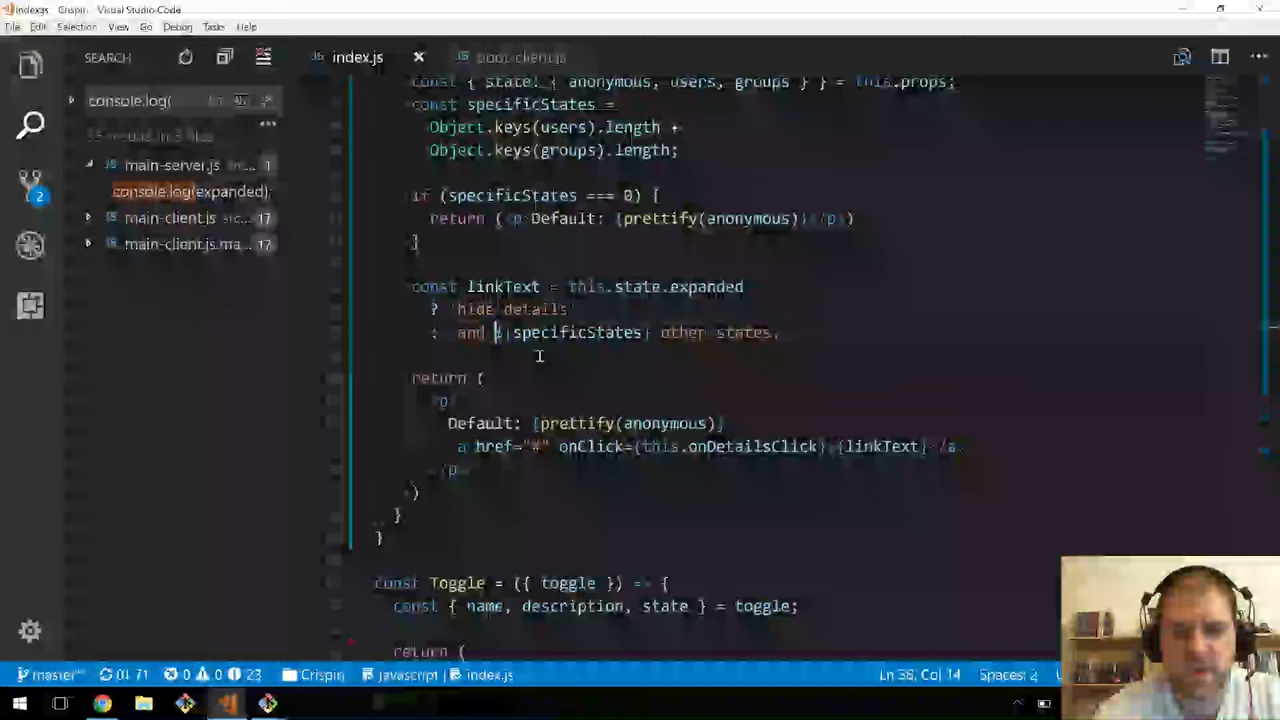 index.js - Crispin - Visual Studio Code
File Edit Selection View Go Debug Tasks Help
SEARCH
index.js
boot-client.js
console.log(
main-server.js src... 1
console.log(expanded);
main-client.js src... 17
main-client.js.ma... 17
const { state: { anonymous, users, groups } } = this.props;
const specificStates =
Object.keys(users).length +
Object.keys(groups).length;
if (specificStates === 0) {
return (<p>Default: {prettify(anonymous)}</p>)
}
const linkText = this.state.expanded
? 'hide details'
: `and ${specificStates} other states.
return (
<p>
Default: {prettify(anonymous)}
<a href="#" onClick={this.onDetailsClick}>{linkText}</a>
</p>
)
}
}
const Toggle = ({ toggle }) => {
const { name, description, state } = toggle;
return (
2
master* 0 0 23 Crispin javascript index.js Ln 38, Col 14 Spaces: 2